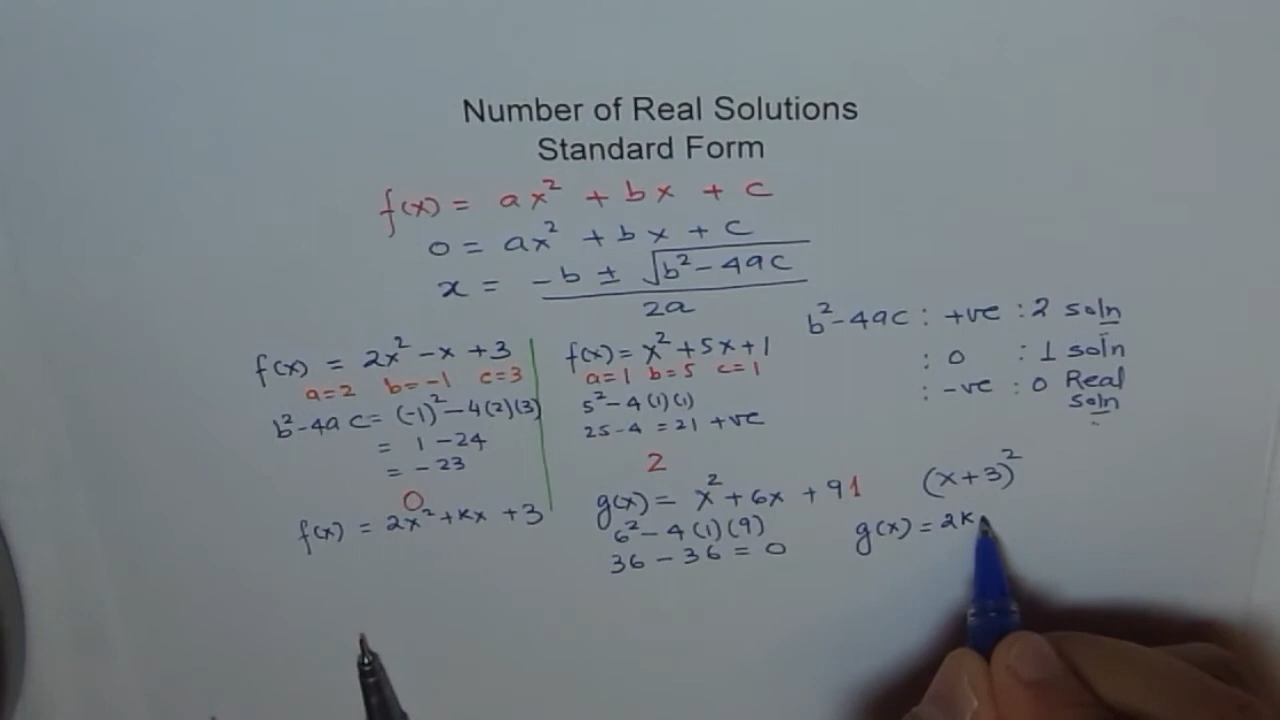 Number of Real Solutions
Standard Form
f(x) = ax² + bx + c
0 = ax² + bx + c
x = -b ± √b²-4ac
2a
b²-4ac : +ve : 2 soln
: 0 : 1 soln
: -ve : 0 Real
soln
f(x) = 2x² - x + 3
a=2 b=-1 c=3
b²-4ac = (-1)² - 4(2)(3)
= 1 - 24
= -23
0
f(x) = x² + 5x + 1
a=1 b=5 c=1
5² - 4(1)(1)
25 - 4 = 21 +ve
2
g(x) = x² + 6x + 9 1
(x+3)²
6² - 4(1)(9)
36 - 36 = 0
f(x) = 2x² + kx + 3
g(x) = 2k